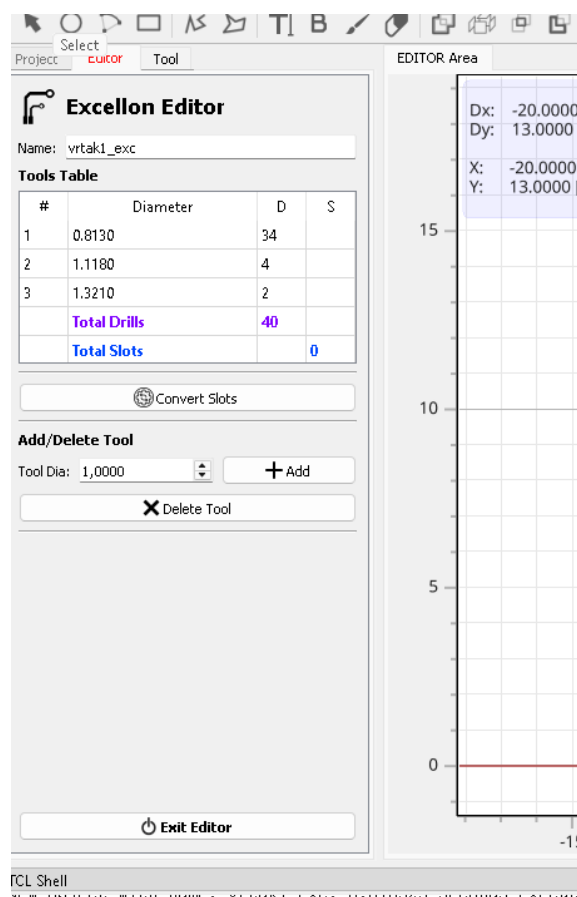 T B
Select
Project Editor Tool EDITOR Area
Excellon Editor
Dx: -20.0000
Dy: 13.0000
Name: vrtak1_exc
X: -20.0000
Y: 13.0000
Tools Table
# Diameter D S
1 0.8130 34
2 1.1180 4
3 1.3210 2
Total Drills 40
Total Slots 0
15
Convert Slots
10
Add/Delete Tool
Tool Dia: 1,0000 Add
Delete Tool
5
0
Exit Editor
-15
TCL Shell